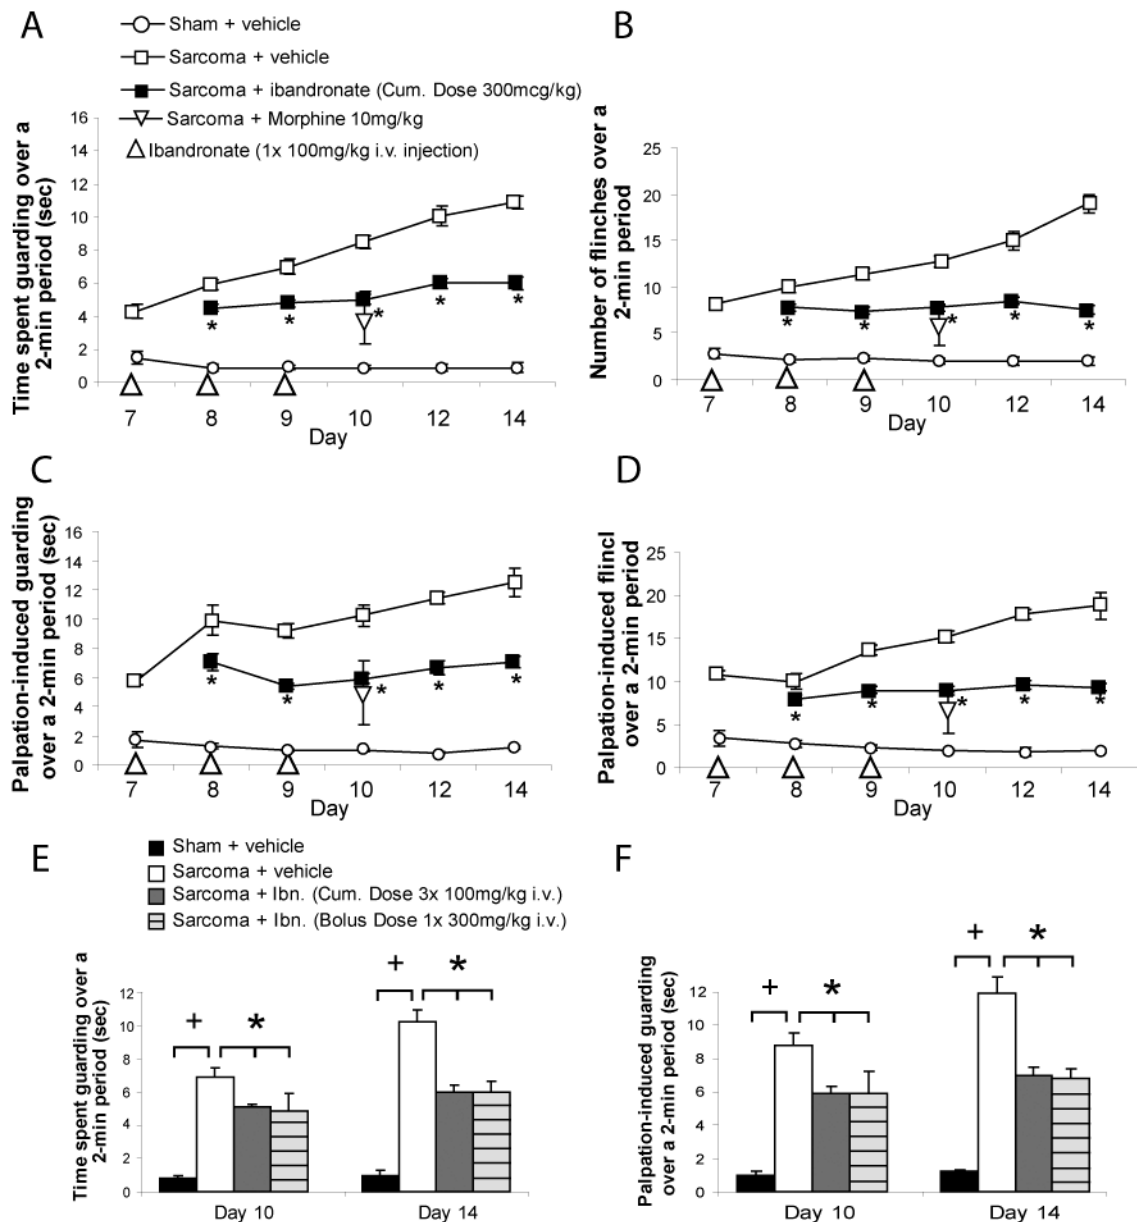 A
Sham + vehicle
Sarcoma + vehicle
Sarcoma + ibandronate (Cum. Dose 300mcg/kg)
Sarcoma + Morphine 10mg/kg
Ibandronate (1x 100mg/kg i.v. injection)
Time spent guarding over a
2-min period (sec)
16
14
12
10
8
6
4
2
0
* * * * *
7 8 9 10 12 14
Day
B
Number of flinches over a
2-min period
25
20
15
10
5
0
* * * * *
7 8 9 10 12 14
Day
C
Palpation-induced guarding
over a 2-min period (sec)
16
14
12
10
8
6
4
2
0
* * * * *
7 8 9 10 12 14
Day
D
Palpation-induced flincl
over a 2-min period
25
20
15
10
5
0
* * * * *
7 8 9 10 12 14
Day
E
Sham + vehicle
Sarcoma + vehicle
Sarcoma + Ibn. (Cum. Dose 3x 100mg/kg i.v.)
Sarcoma + Ibn. (Bolus Dose 1x 300mg/kg i.v.)
Time spent guarding over a
2-min period (sec)
12
10
8
6
4
2
0
+ * + *
Day 10 Day 14
F
Palpation-induced guarding
over a 2-min period (sec)
12
10
8
6
4
2
0
+ * + *
Day 10 Day 14